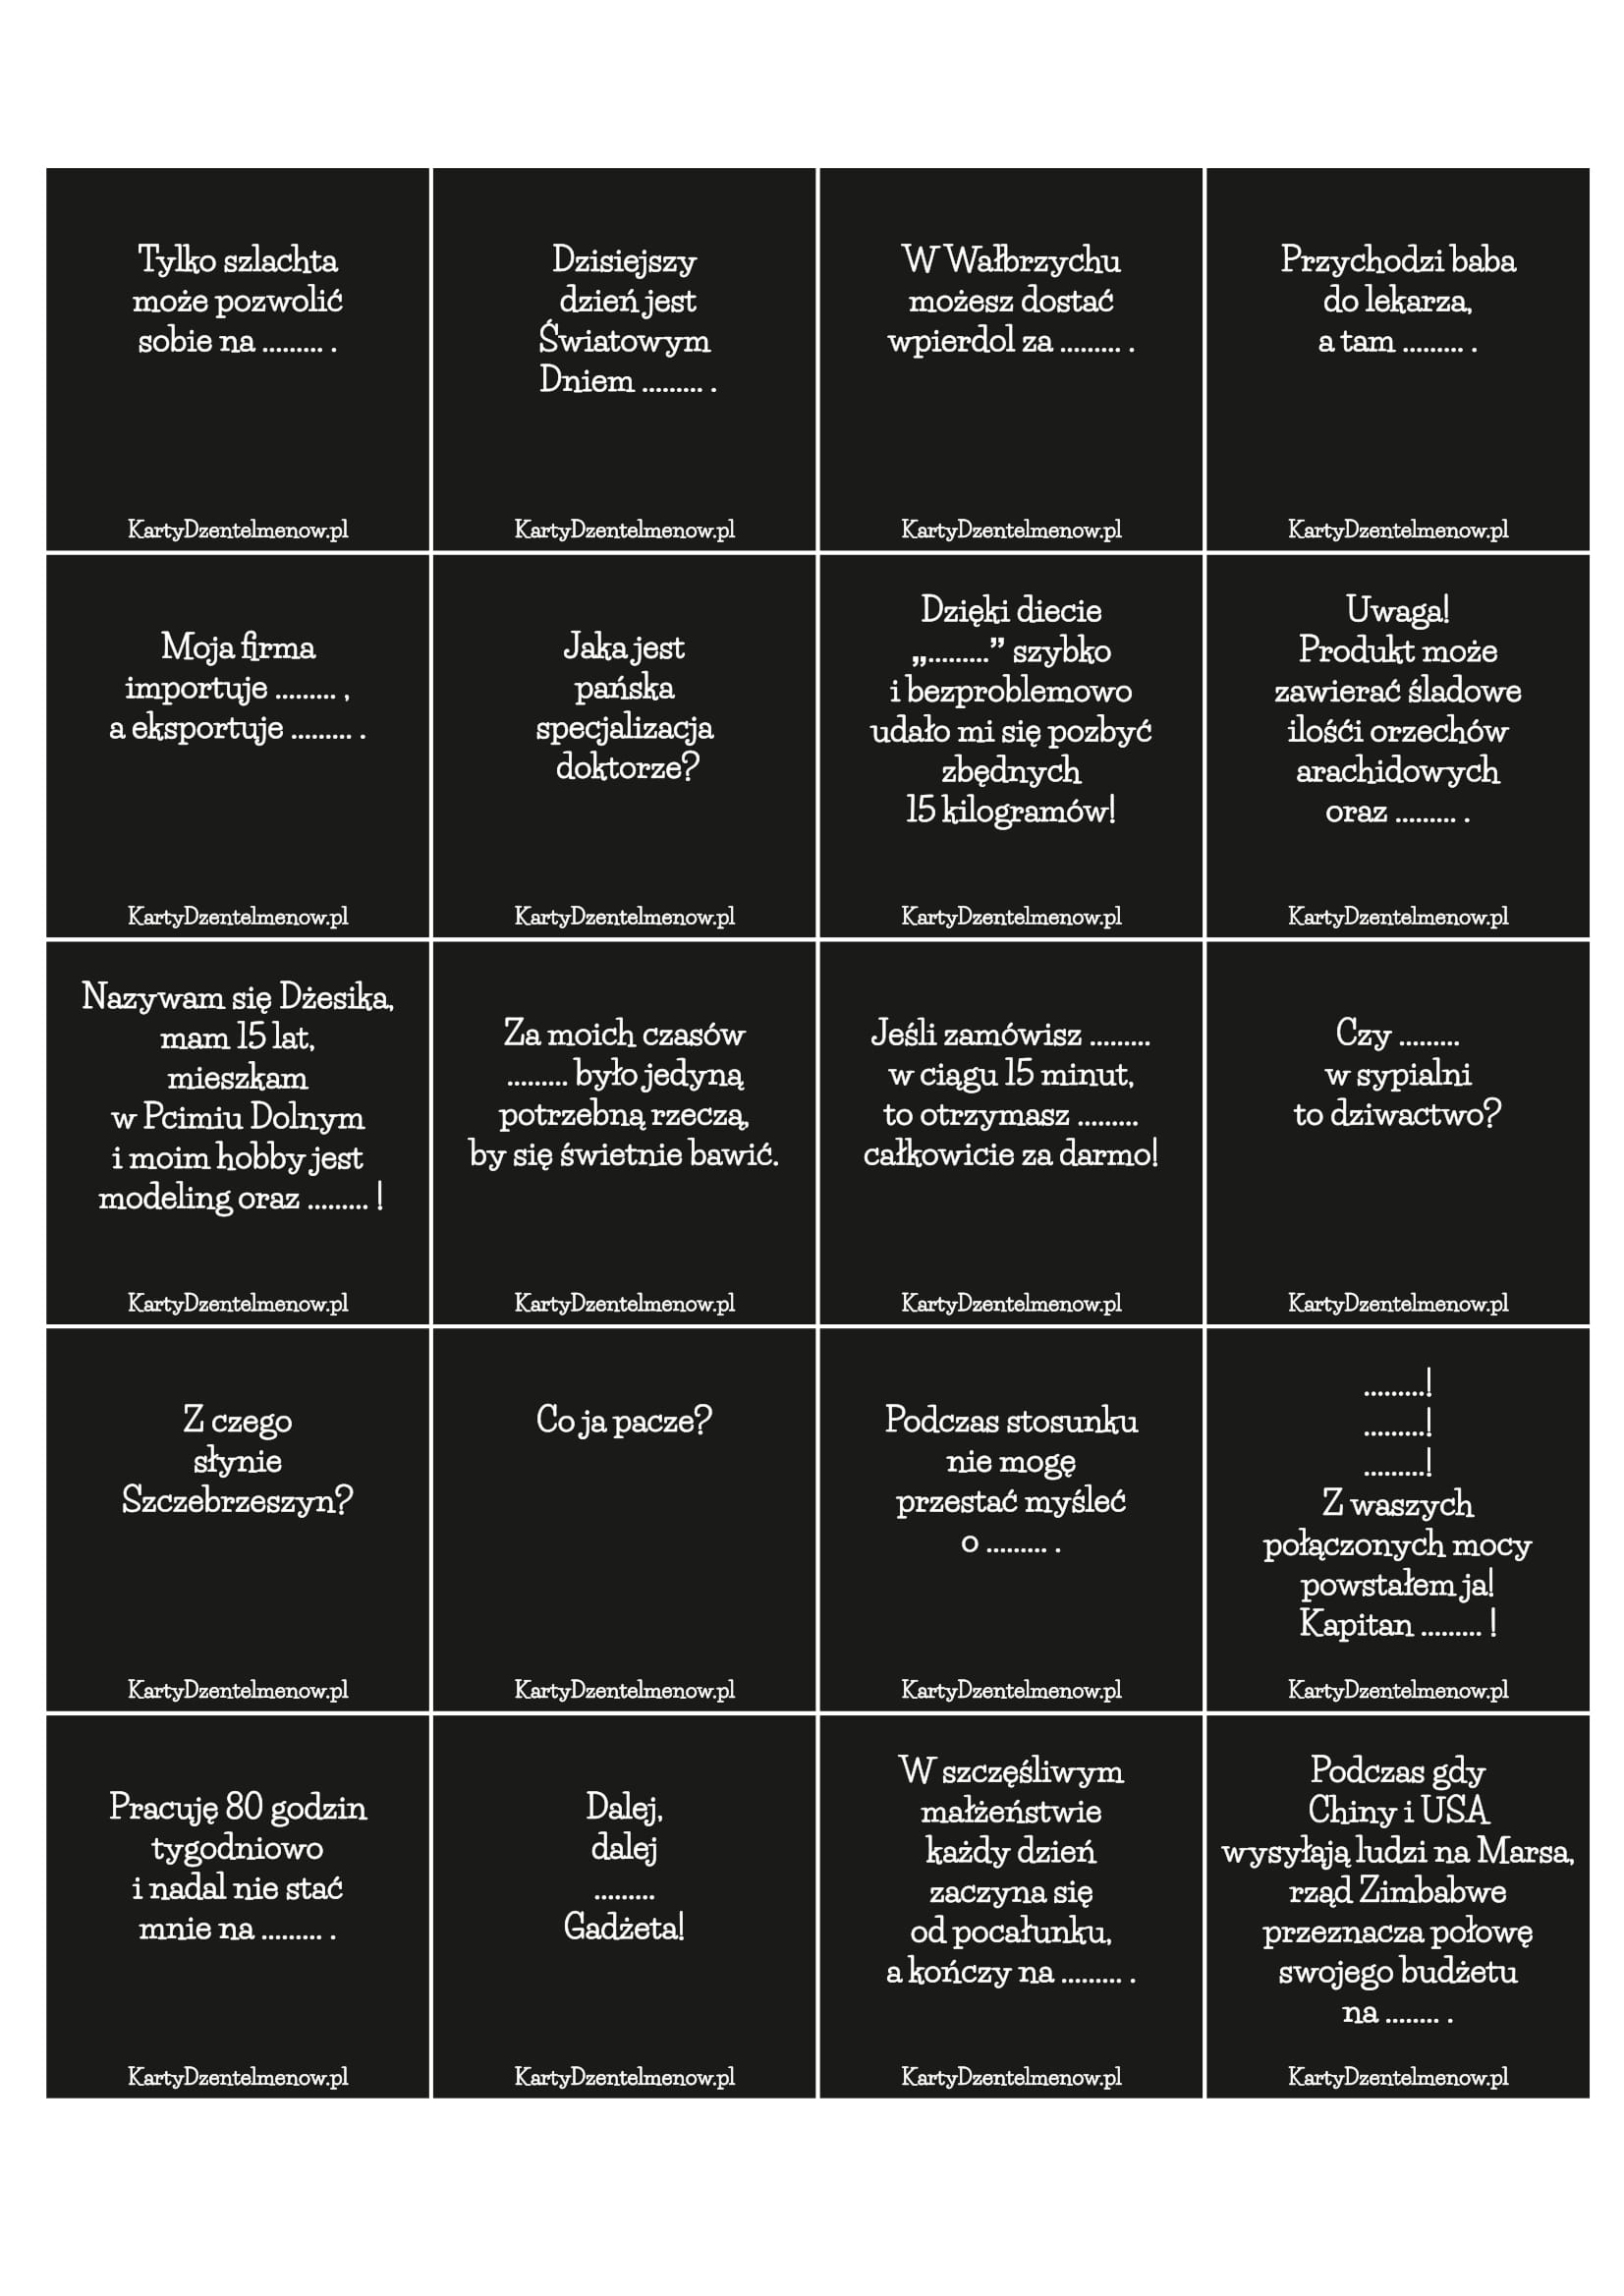 Tylko szlachta
może pozwolić
sobie na ......... .
KartyDzentelmenow.pl
Dzisiejszy
dzień jest
Światowym
Dniem ......... .
KartyDzentelmenow.pl
W Wałbrzychu
możesz dostać
wpierdol za ......... .
KartyDzentelmenow.pl
Przychodzi baba
do lekarza,
a tam ......... .
KartyDzentelmenow.pl
Moja firma
importuje ......... ,
a eksportuje ......... .
KartyDzentelmenow.pl
Jaka jest
pańska
specjalizacja
doktorze?
KartyDzentelmenow.pl
Dzięki diecie
„.........” szybko
i bezproblemowo
udało mi się pozbyć
zbędnych
15 kilogramów!
KartyDzentelmenow.pl
Uwaga!
Produkt może
zawierać śladowe
ilośći orzechów
arachidowych
oraz ......... .
KartyDzentelmenow.pl
Nazywam się Dżesika,
mam 15 lat,
mieszkam
w Pcimiu Dolnym
i moim hobby jest
modeling oraz ......... !
KartyDzentelmenow.pl
Za moich czasów
......... było jedyną
potrzebną rzeczą,
by się świetnie bawić.
KartyDzentelmenow.pl
Jeśli zamówisz .........
w ciągu 15 minut,
to otrzymasz .........
całkowicie za darmo!
KartyDzentelmenow.pl
Czy .........
w sypialni
to dziwactwo?
KartyDzentelmenow.pl
Z czego
słynie
Szczebrzeszyn?
KartyDzentelmenow.pl
Co ja pacze?
KartyDzentelmenow.pl
Podczas stosunku
nie mogę
przestać myśleć
o ......... .
KartyDzentelmenow.pl
.........!
.........!
.........!
Z waszych
połączonych mocy
powstałem ja!
Kapitan ......... !
KartyDzentelmenow.pl
Pracuję 80 godzin
tygodniowo
i nadal nie stać
mnie na ......... .
KartyDzentelmenow.pl
Dalej,
dalej
.........
Gadżeta!
KartyDzentelmenow.pl
W szczęśliwym
małżeństwie
każdy dzień
zaczyna się
od pocałunku,
a kończy na ......... .
KartyDzentelmenow.pl
Podczas gdy
Chiny i USA
wysyłają ludzi na Marsa,
rząd Zimbabwe
przeznacza połowę
swojego budżetu
na ........ .
KartyDzentelmenow.pl